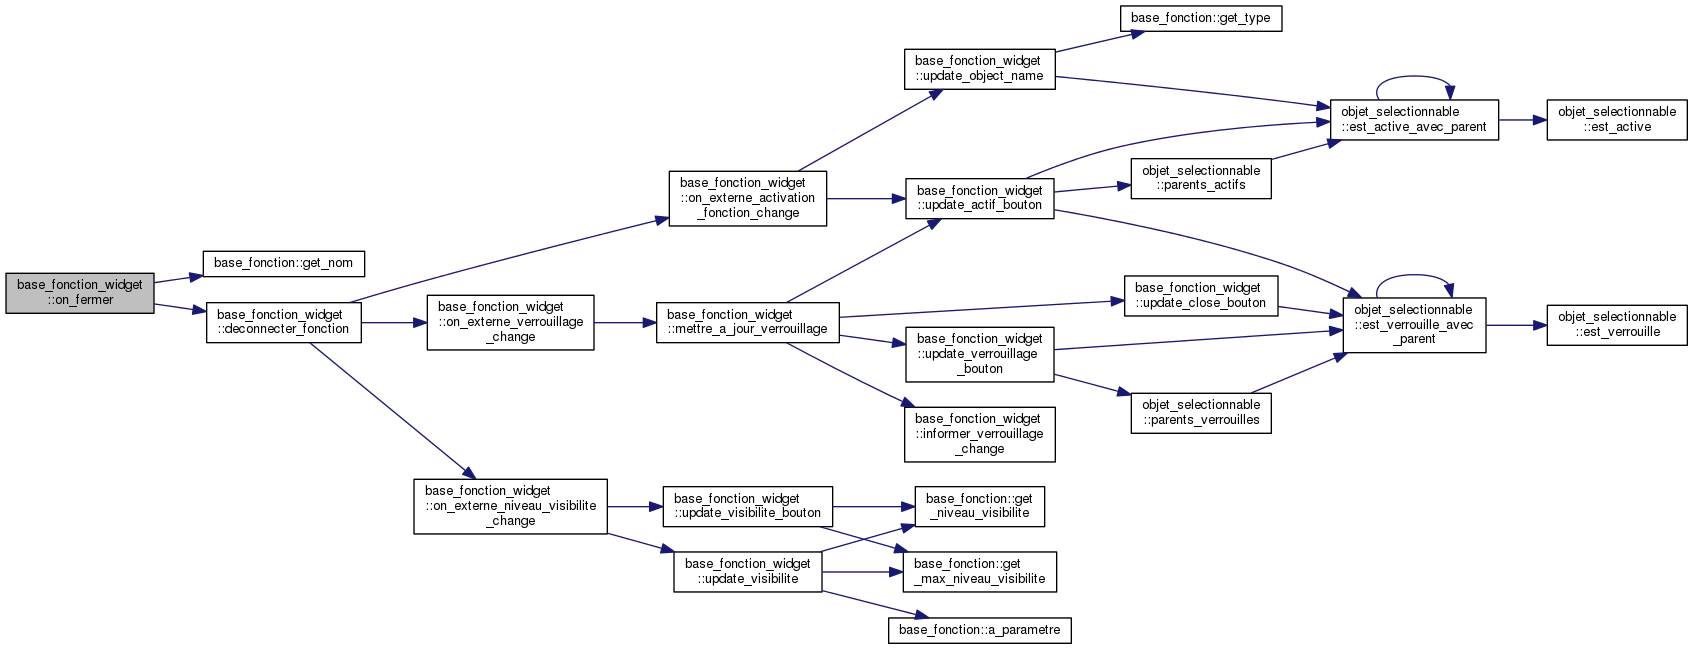 base_fonction_widget
::on_fermer
base_fonction::get_nom
base_fonction_widget
::deconnecter_fonction
base_fonction_widget
::on_externe_activation
_fonction_change
base_fonction_widget
::on_externe_verrouillage
_change
base_fonction_widget
::on_externe_niveau_visibilite
_change
base_fonction_widget
::update_object_name
base_fonction_widget
::update_actif_bouton
base_fonction_widget
::mettre_a_jour_verrouillage
base_fonction_widget
::update_visibilite_bouton
base_fonction_widget
::update_visibilite
base_fonction::get_type
objet_selectionnable
::parents_actifs
base_fonction_widget
::update_close_bouton
base_fonction_widget
::update_verrouillage
_bouton
objet_selectionnable
::parents_verrouilles
base_fonction_widget
::informer_verrouillage
_change
base_fonction::get
_niveau_visibilite
base_fonction::get
_max_niveau_visibilite
base_fonction::a_parametre
objet_selectionnable
::est_active_avec_parent
objet_selectionnable
::est_active
objet_selectionnable
::est_verrouille_avec
_parent
objet_selectionnable
::est_verrouille